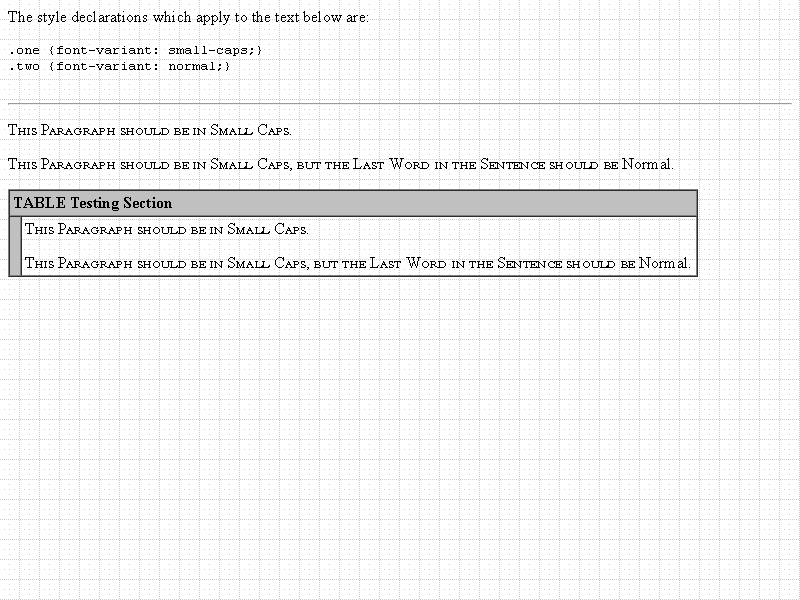 The style declarations which apply to the text below are:
.one {font-variant: small-caps;}
.two {font-variant: normal;}
This Paragraph should be in Small Caps.
This Paragraph should be in Small Caps, but the Last Word in the Sentence should be Normal.
TABLE Testing Section
This Paragraph should be in Small Caps.
This Paragraph should be in Small Caps, but the Last Word in the Sentence should be Normal.